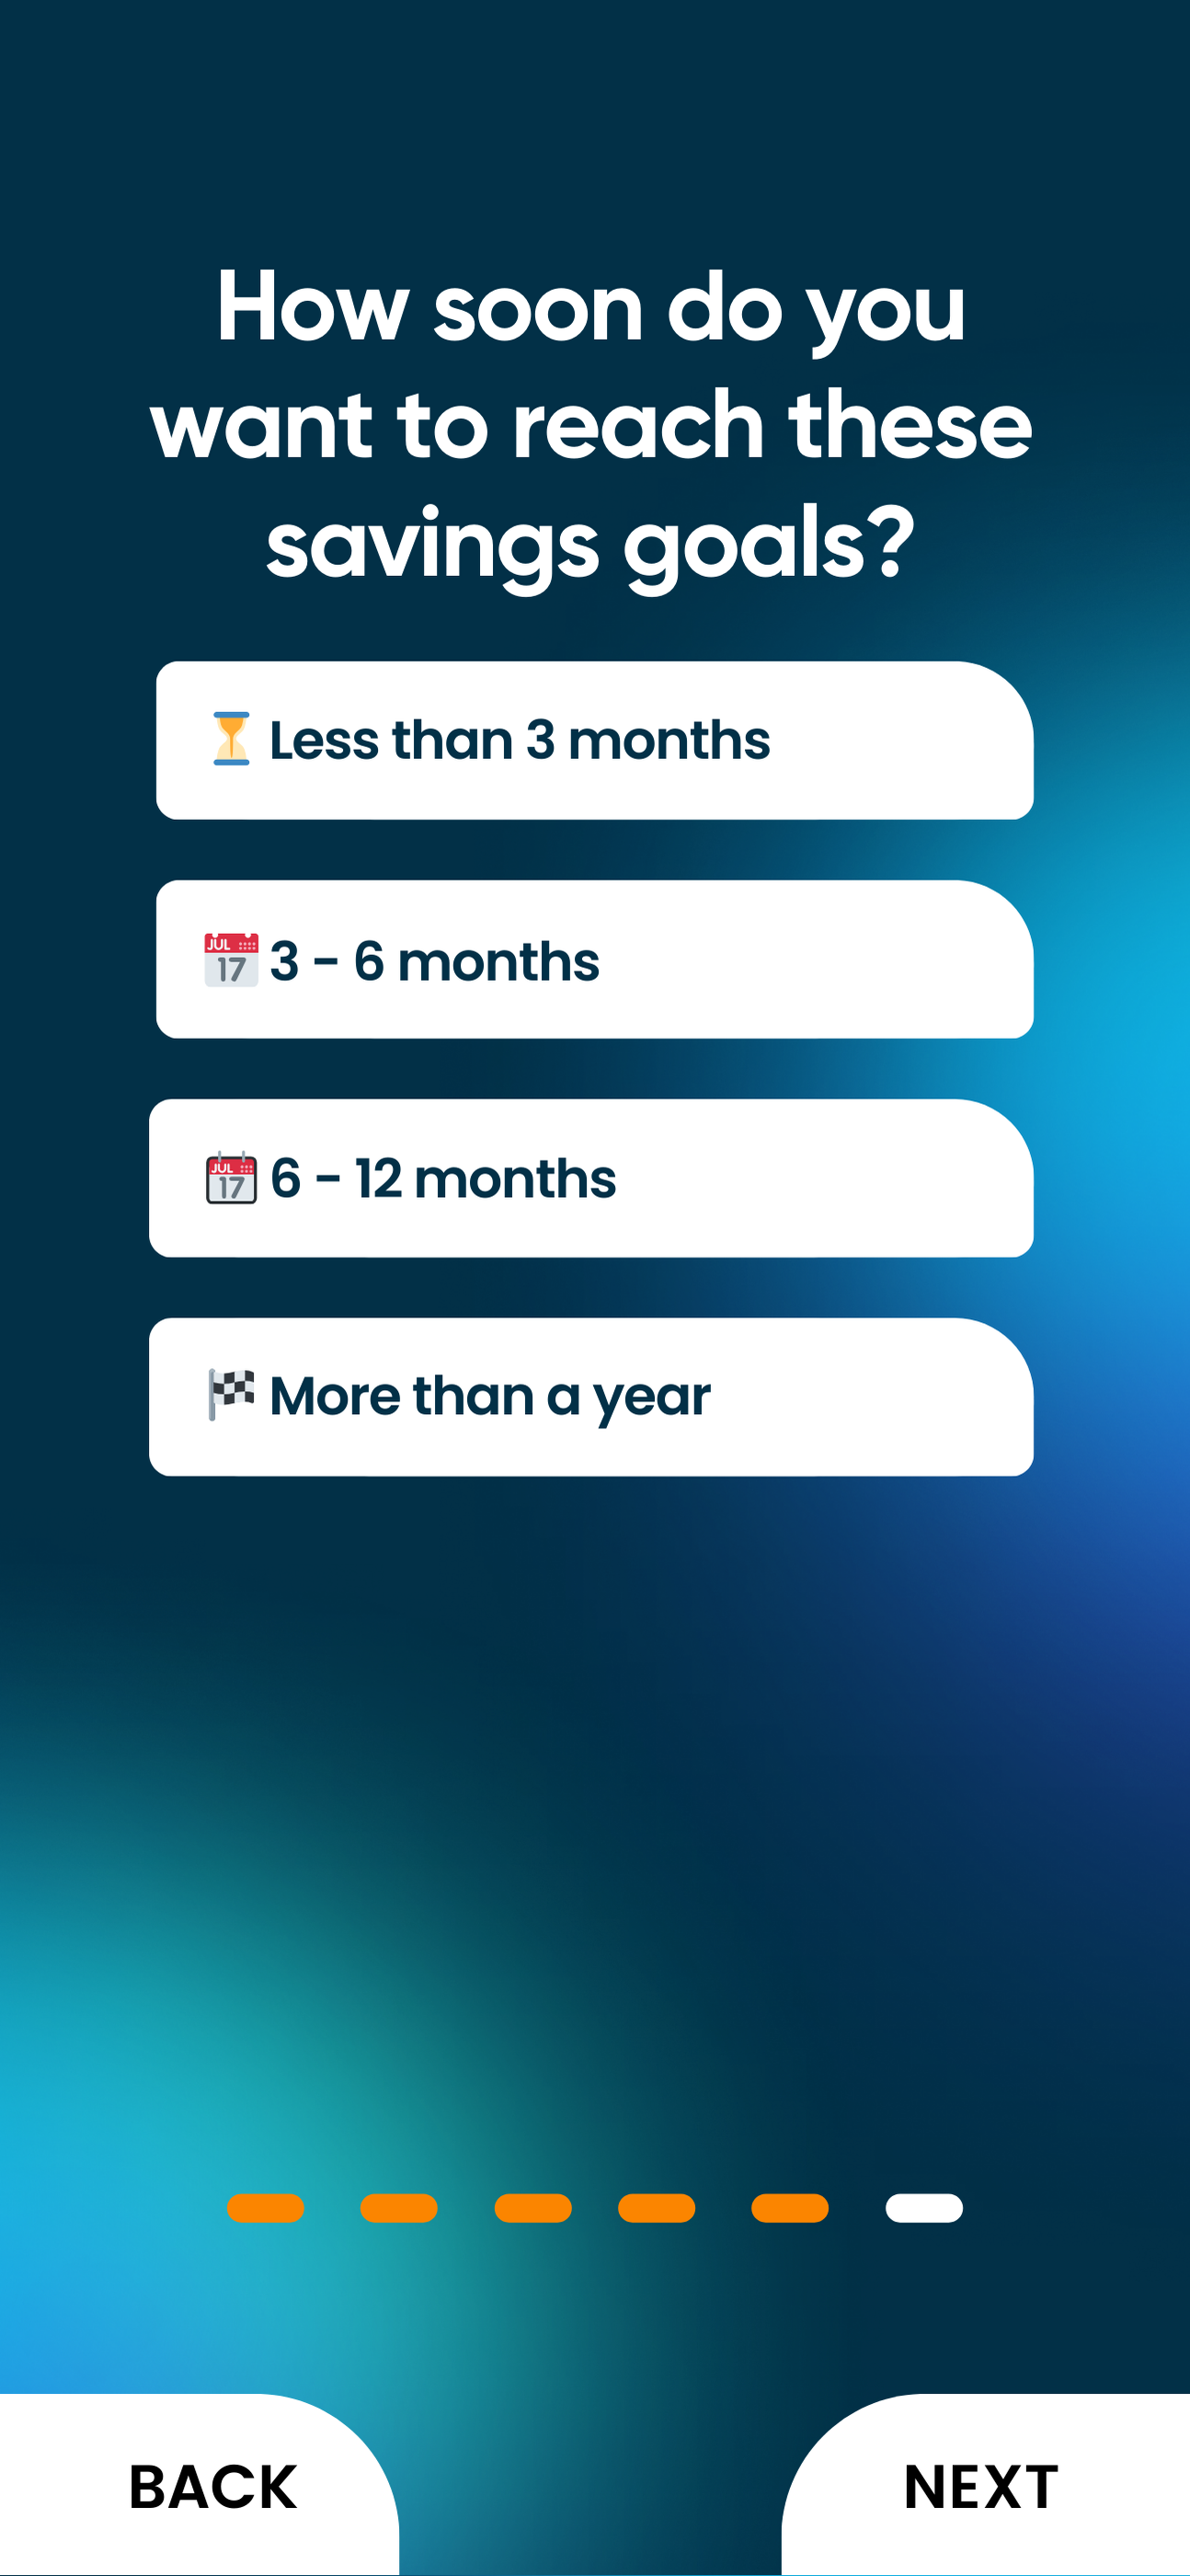 How soon do you
want to reach these
savings goals?
JUL
17
Less than 3 months
3 - 6 months
JUL
17
6 - 12 months
More than a year
BACK
NEXT